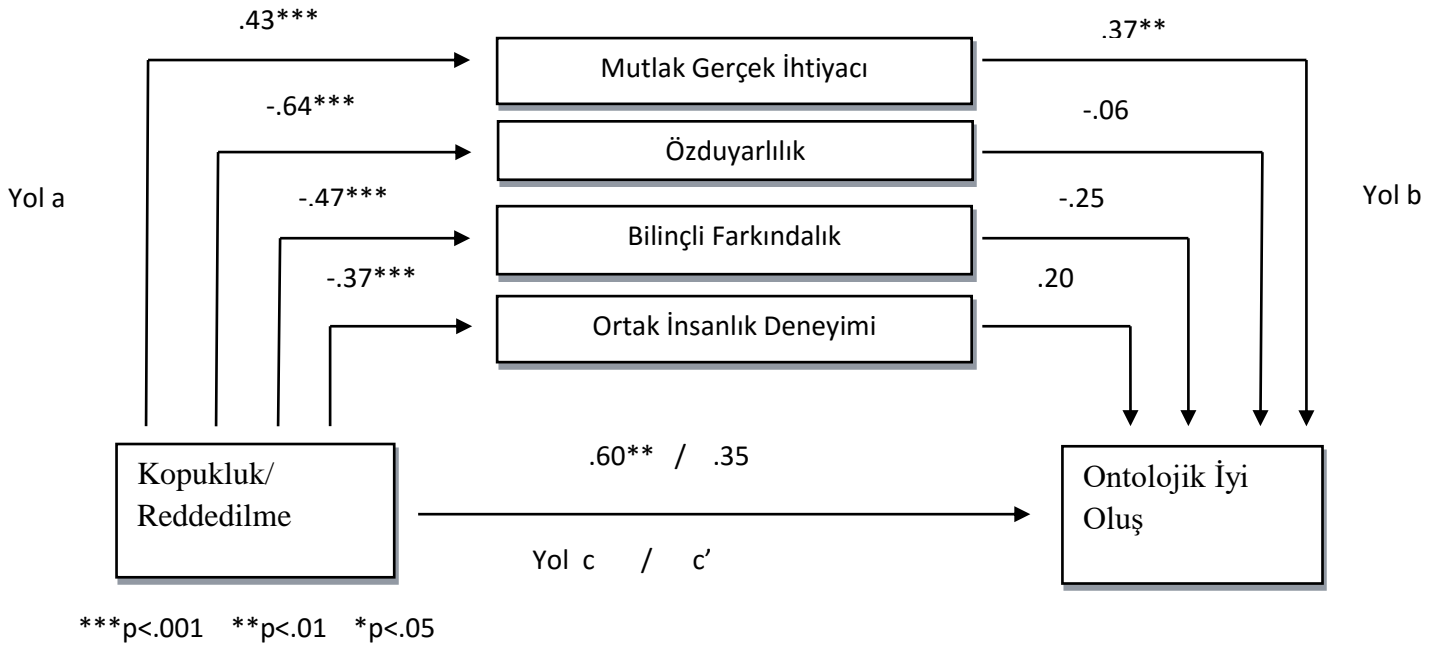 .43***
.37**
Mutlak Gerçek İhtiyacı
-.64***
-.06
Özduyarlılık
Yol a
Yol b
-.47***
-.25
Bilinçli Farkındalık
-.37***
.20
Ortak İnsanlık Deneyimi
.60** / .35
Kopukluk/
Reddedilme
Ontolojik İyi
Oluş
Yol c / c’
***p<.001 **p<.01 *p<.05